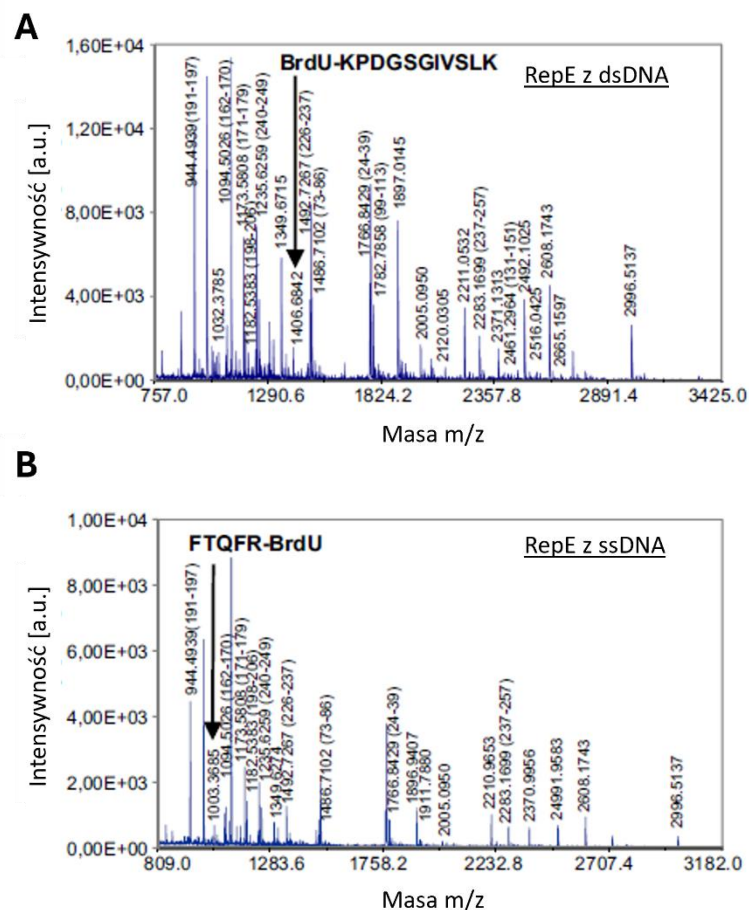 A
1,60E+04
1,20E+04
8,00E+03
4,00E+03
0,00E+00
Intensywność [a.u.]
BrdU-KPDGSGIVSLK
RepE z dsDNA
944.4939(191-197)
1032.3785
1094.5026 (162-170)
1173.5808 (171-179)
1182.5383 (198-206)
1235.6259 (240-249)
1349.6715
1406.6842
1492.7267 (226-237)
1486.7102 (73-86)
1766.8429 (24-39)
1782.7858 (99-113)
1897.0145
2005.0950
2120.0305
2211.0532
2283.1699 (237-257)
2371.1313
2461.2964 (131-151)
2492.1025
2516.0425
2608.1743
2665.1597
2996.5137
757.0 1290.6 1824.2 2357.8 2891.4 3425.0
Masa m/z
B
1,00E+04
8,00E+03
6,00E+03
4,00E+03
2,00E+03
0,00E+00
Intensywność [a.u.]
FTQFR-BrdU
RepE z ssDNA
944.4939(191-197)
1003.3685
1094.5026 (162-170)
1173.5808 (171-179)
1182.5383 (198-206)
1235.6259 (240-249)
1349.6274
1492.7267 (226-237)
1486.7102 (73-86)
1766.8429 (24-39)
1896.9407
1911.7880
2005.0950
2210.9653
2283.1699 (237-257)
2370.9956
24991.9583
2608.1743
2996.5137
809.0 1283.6 1758.2 2232.8 2707.4 3182.0
Masa m/z